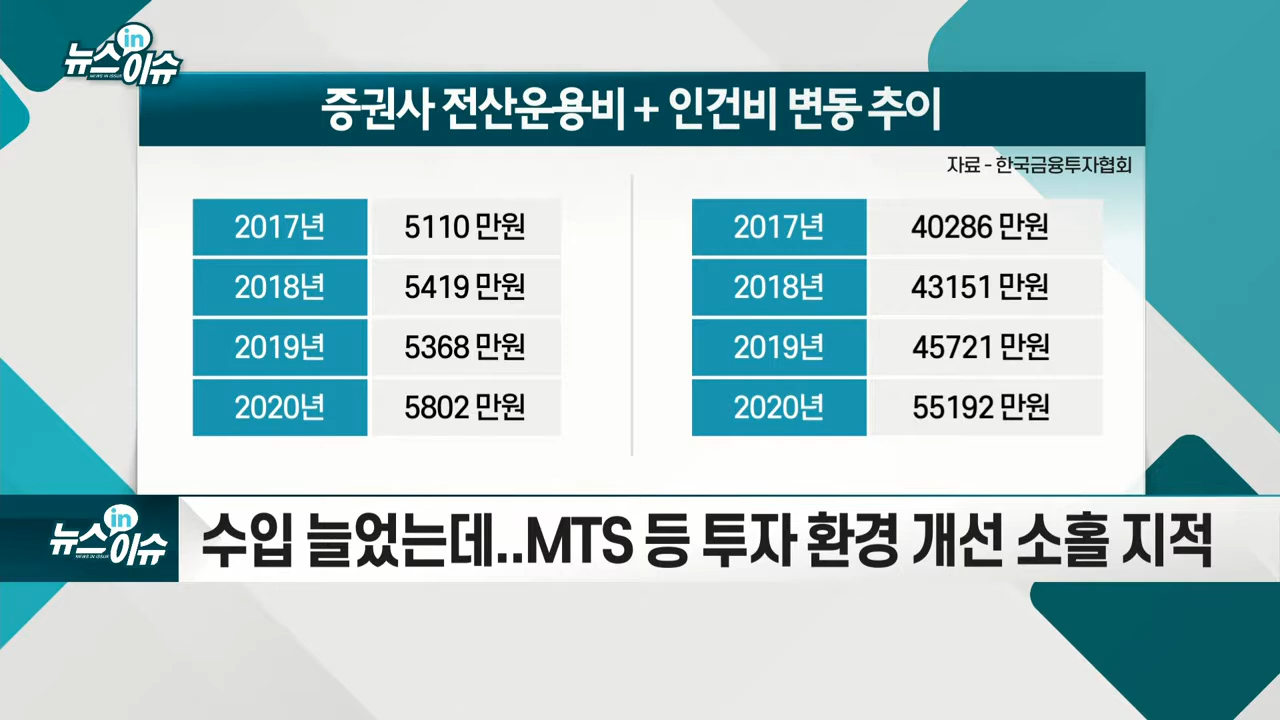 뉴스in이슈
NEWS IN ISSUE
증권사 전산운용비 + 인건비 변동 추이
자료 - 한국금융투자협회
2017년 5110 만원
2018년 5419 만원
2019년 5368 만원
2020년 5802 만원
2017년 40286 만원
2018년 43151 만원
2019년 45721 만원
2020년 55192 만원
뉴스in이슈
NEWS IN ISSUE
수입 늘었는데..MTS 등 투자 환경 개선 소홀 지적